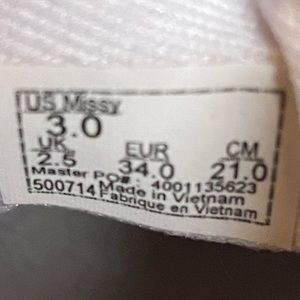 US Missy
3.0
UK EUR CM
2.5 34.0 21.0
Master PO# - 4001135623
500714 Made in Vietnam
Fabrique en Vietnam